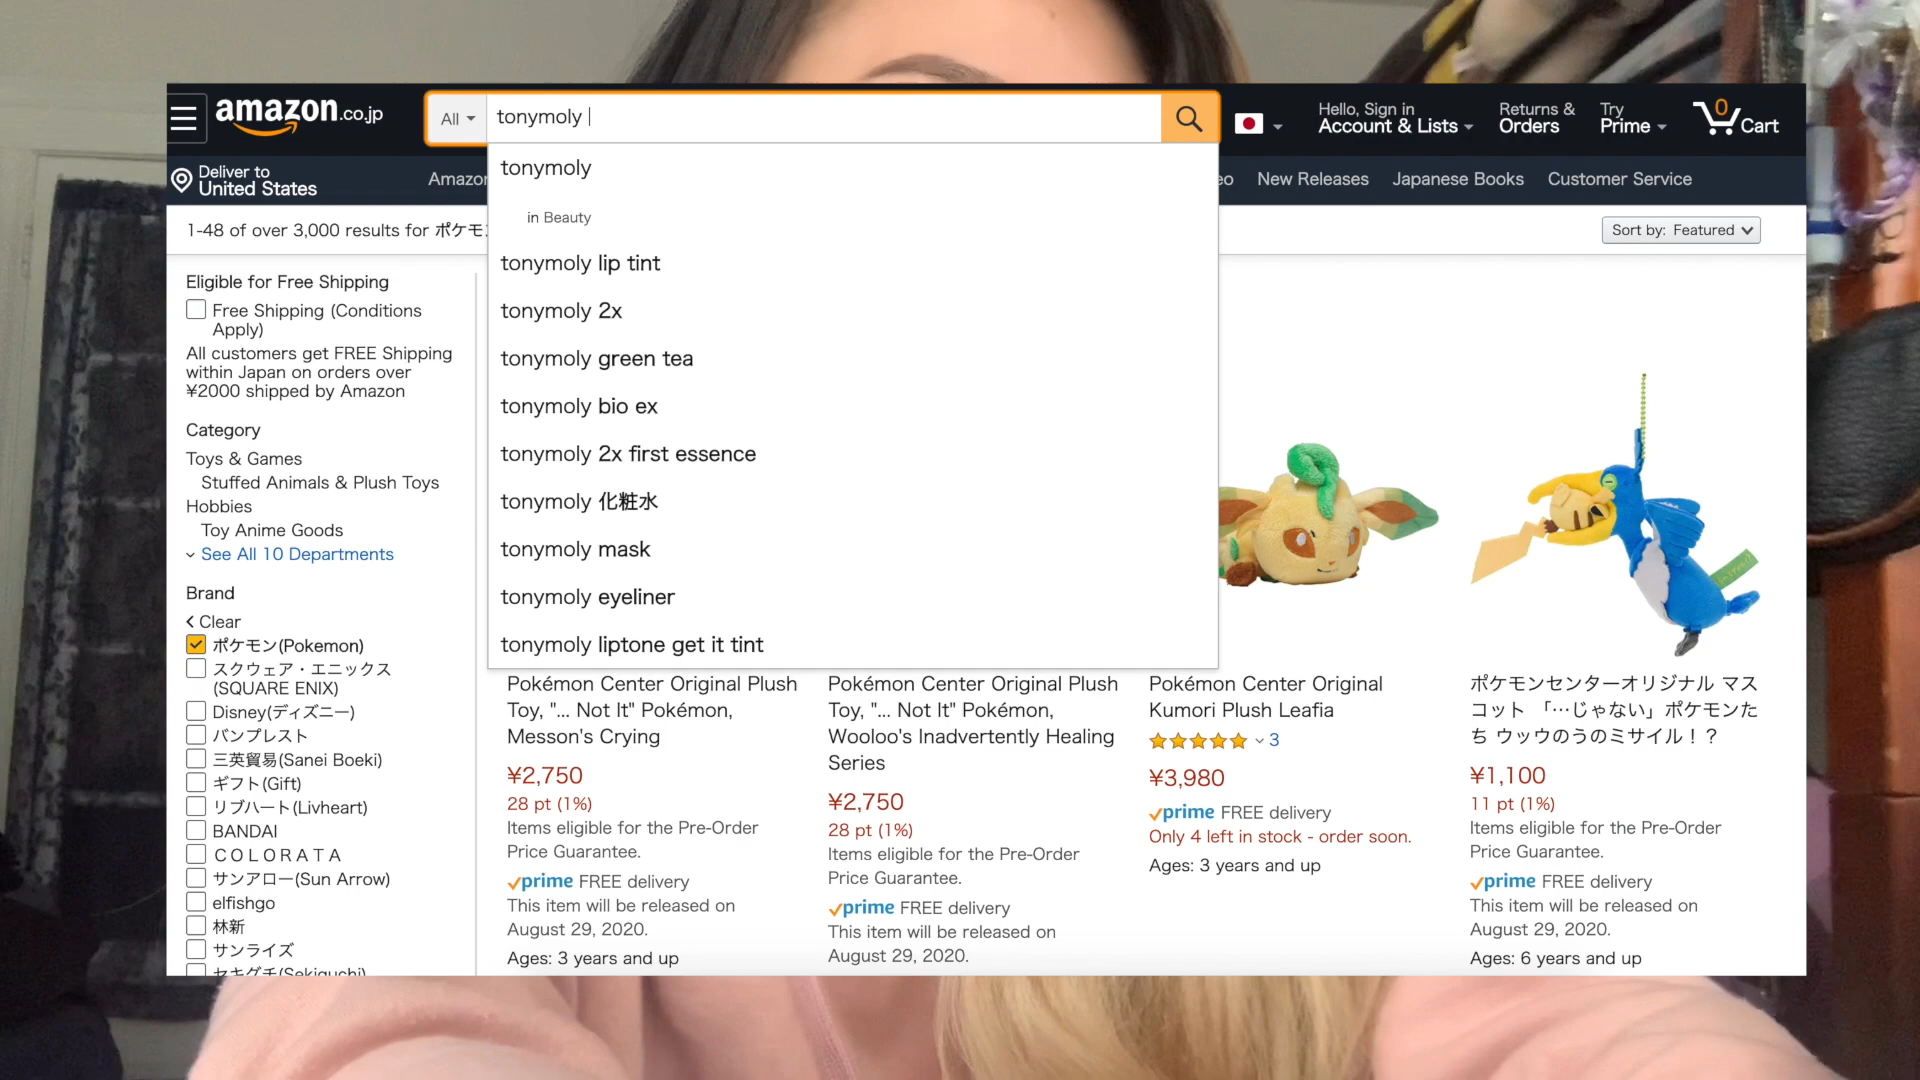 amazon.co.jp
All
tonymoly
Hello, Sign in
Account & Lists
Returns &
Orders
Try
Prime
0
Cart
Deliver to
United States
New Releases
Japanese Books
Customer Service
1-48 of over 3,000 results for
Sort by: Featured
tonymoly
in Beauty
tonymoly lip tint
tonymoly 2x
tonymoly green tea
tonymoly bio ex
tonymoly 2x first essence
tonymoly 化粧水
tonymoly mask
tonymoly eyeliner
tonymoly liptone get it tint
Eligible for Free Shipping
Free Shipping (Conditions
Apply)
All customers get FREE Shipping
within Japan on orders over
¥2000 shipped by Amazon
Category
Toys & Games
Stuffed Animals & Plush Toys
Hobbies
Toy Anime Goods
See All 10 Departments
Brand
Clear
ポケモン(Pokemon)
スクウェア・エニックス
(SQUARE ENIX)
Disney(ディズニー)
バンプレスト
三英貿易(Sanei Boeki)
ギフト(Gift)
リブハート(Livheart)
BANDAI
ＣＯＬＯＲＡＴＡ
サンアロー(Sun Arrow)
elfishgo
林新
サンライズ
セキグチ(Sekiguchi)
Pokémon Center Original Plush
Toy, "... Not It" Pokémon,
Messon's Crying
¥2,750
28 pt (1%)
Items eligible for the Pre-Order
Price Guarantee.
prime FREE delivery
This item will be released on
August 29, 2020.
Ages: 3 years and up
Pokémon Center Original Plush
Toy, "... Not It" Pokémon,
Wooloo's Inadvertently Healing
Series
¥2,750
28 pt (1%)
Items eligible for the Pre-Order
Price Guarantee.
prime FREE delivery
This item will be released on
August 29, 2020.
Pokémon Center Original
Kumori Plush Leafia
3
¥3,980
prime FREE delivery
Only 4 left in stock - order soon.
Ages: 3 years and up
ポケモンセンターオリジナル マス
コット 「…じゃない」ポケモンた
ち ウッウのうのミサイル！？
¥1,100
11 pt (1%)
Items eligible for the Pre-Order
Price Guarantee.
prime FREE delivery
This item will be released on
August 29, 2020.
Ages: 6 years and up